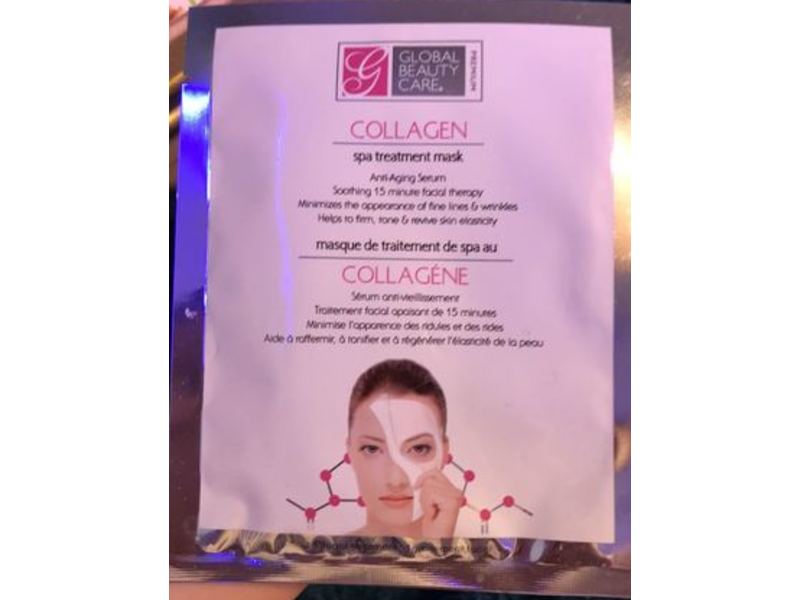 GLOBAL
BEAUTY
CARE
PREMIUM
COLLAGEN
spa treatment mask
Anti-Aging Serum
Soothing 15 minute facial therapy
Minimizes the appearance of fine lines & wrinkles
Helps to firm, tone & revive skin elasticity
masque de traitement de spa au
COLLAGÉNE
Sérum anti-vieillissement
Traitement facial apaisant de 15 minutes
Minimise l'apparence des ridules et des rides
Aide à raffermir, à tonifier et à régénérer l'élasticité de la peau